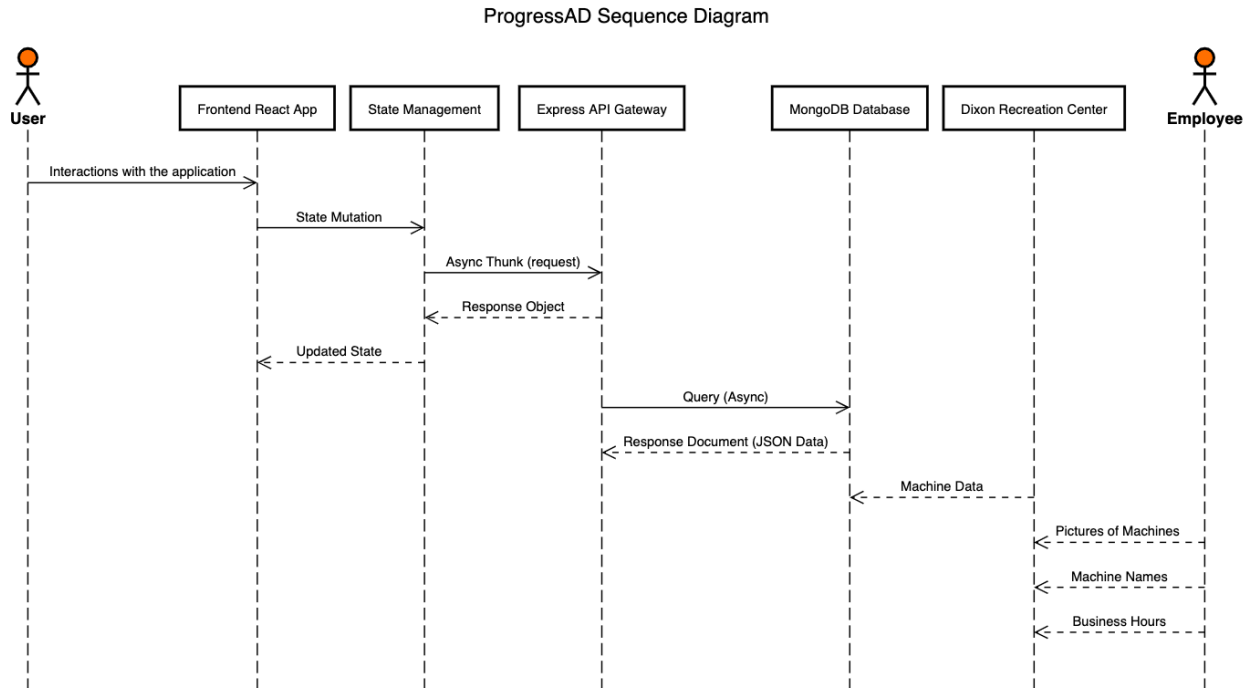 ProgressAD Sequence Diagram
User
Frontend React App
State Management
Express API Gateway
MongoDB Database
Dixon Recreation Center
Employee
Interactions with the application
State Mutation
Async Thunk (request)
Response Object
Updated State
Query (Async)
Response Document (JSON Data)
Machine Data
Pictures of Machines
Machine Names
Business Hours